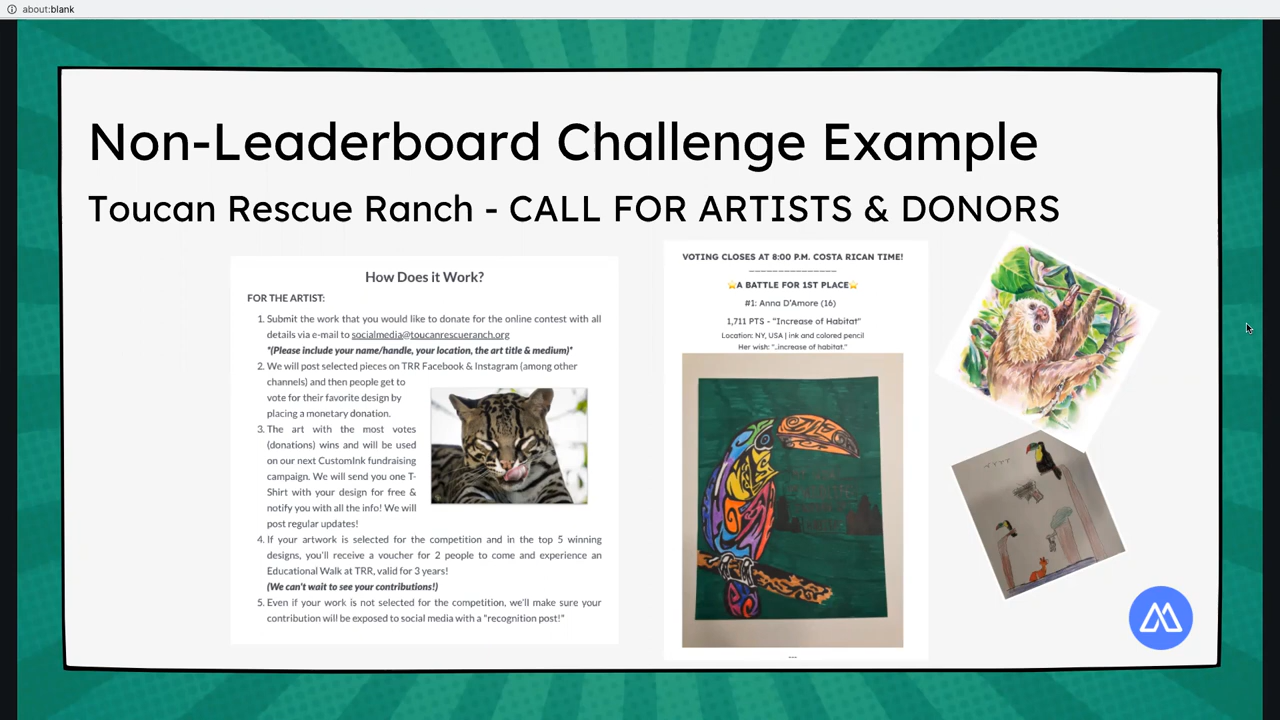 about:blank
Non-Leaderboard Challenge Example
Toucan Rescue Ranch - CALL FOR ARTISTS & DONORS
How Does it Work?
FOR THE ARTIST:
1. Submit the work that you would like to donate for the online contest with all
details via e-mail to socialmedia@toucanrescueranch.org
*(Please include your name/handle, your location, the art title & medium)*
2. We will post selected pieces on TRR Facebook & Instagram (among other
channels) and then people get to
vote for their favorite design by
placing a monetary donation.
3. The art with the most votes
(donations) wins and will be used
on our next CustomInk fundraising
campaign. We will send you one T-
Shirt with your design for free &
notify you with all the info! We will
post regular updates!
4. If your artwork is selected for the competition and in the top 5 winning
designs, you'll receive a voucher for 2 people to come and experience an
Educational Walk at TRR, valid for 3 years!
(We can't wait to see your contributions!)
5. Even if your work is not selected for the competition, we'll make sure your
contribution will be exposed to social media with a "recognition post!"
VOTING CLOSES AT 8:00 P.M. COSTA RICAN TIME!
_______________
⭐A BATTLE FOR 1ST PLACE⭐
#1: Anna D'Amore (16)
1,711 PTS - "Increase of Habitat"
Location: NY, USA | ink and colored pencil
Her wish: "..increase of habitat."